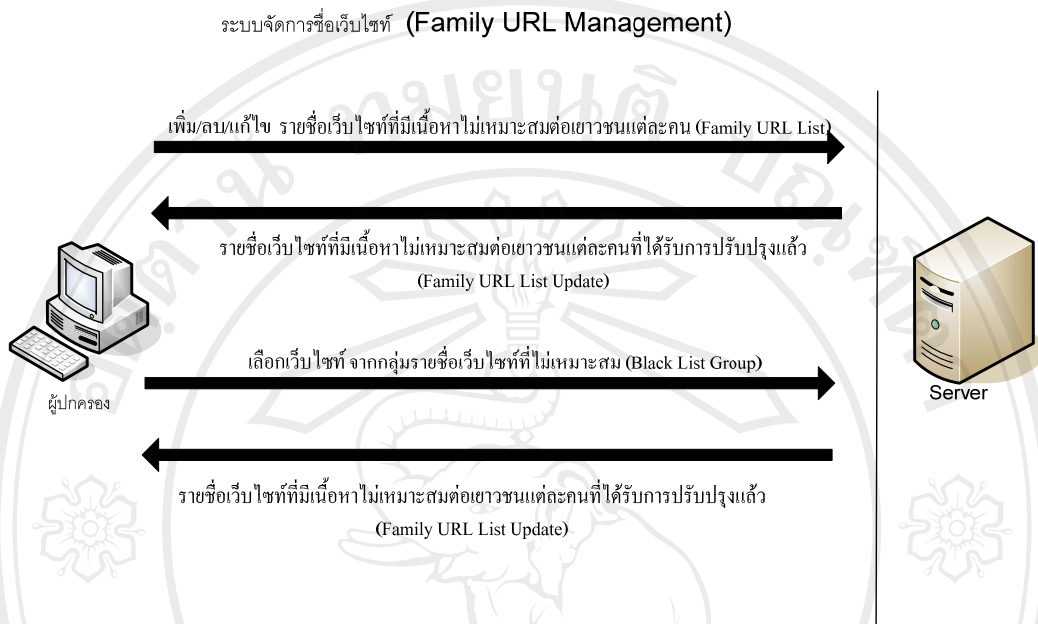 ระบบจัดการชื่อเว็บไซท์ (Family URL Management)
เพิ่ม/ลบ/แก้ไข รายชื่อเว็บไซท์ที่มีเนื้อหาไม่เหมาะสมต่อเยาวชนแต่ละคน (Family URL List)
รายชื่อเว็บไซท์ที่มีเนื้อหาไม่เหมาะสมต่อเยาวชนแต่ละคนที่ได้รับการปรับปรุงแล้ว
(Family URL List Update)
เลือกเว็บไซท์ จากกลุ่มรายชื่อเว็บไซท์ที่ไม่เหมาะสม (Black List Group)
ผู้ปกครอง
Server
รายชื่อเว็บไซท์ที่มีเนื้อหาไม่เหมาะสมต่อเยาวชนแต่ละคนที่ได้รับการปรับปรุงแล้ว
(Family URL List Update)